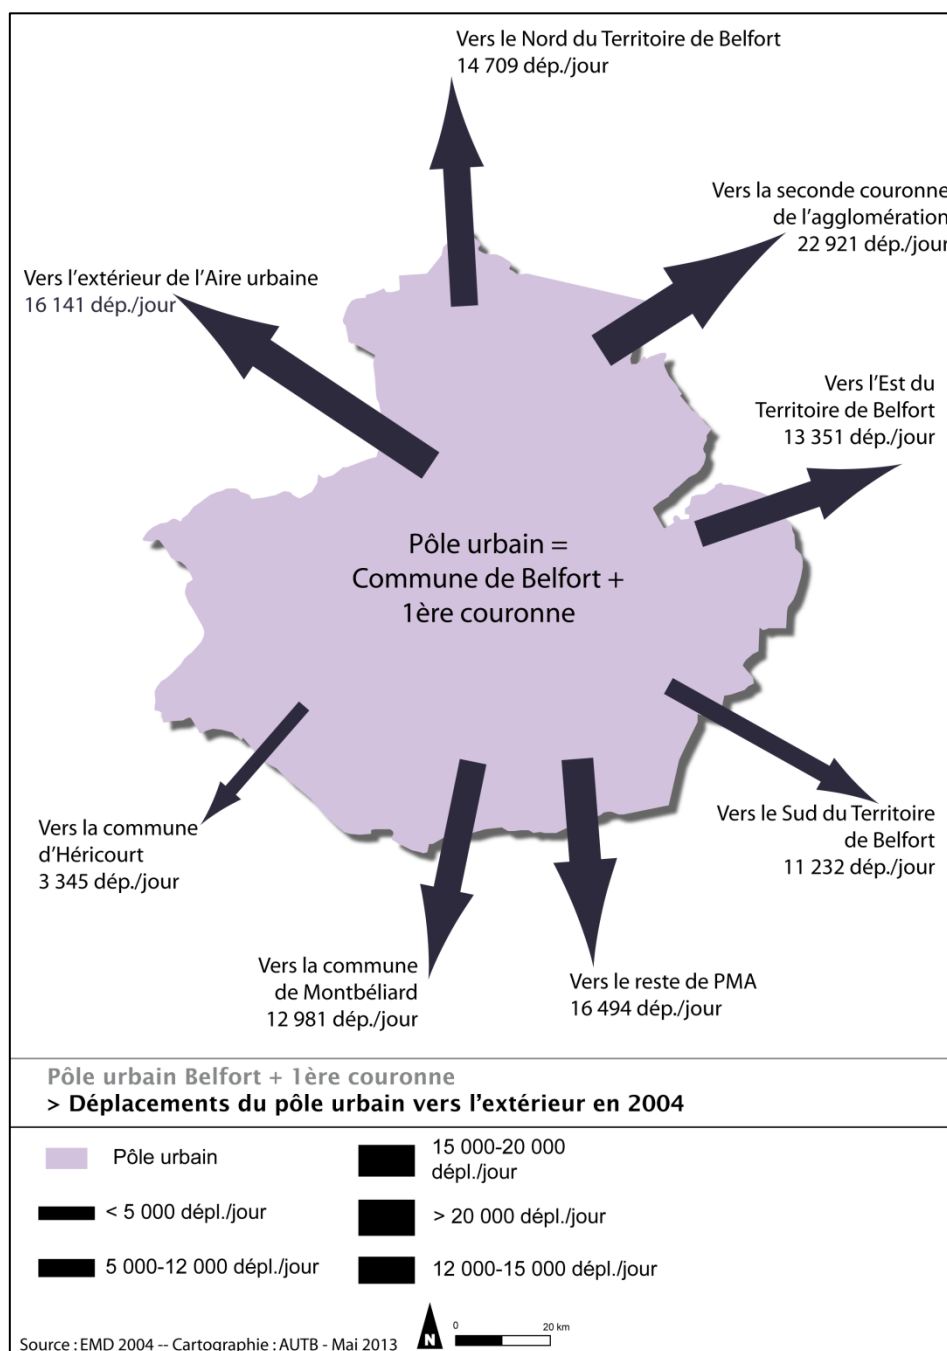 Vers le Nord du Territoire de Belfort
14 709 dép./jour
Vers la seconde couronne
de l'agglomération
22 921 dép./jour
Vers l'extérieur de l'Aire urbaine
16 141 dép./jour
Vers l'Est du
Territoire de Belfort
13 351 dép./jour
Pôle urbain =
Commune de Belfort +
1ère couronne
Vers le Sud du Territoire
de Belfort
11 232 dép./jour
Vers la commune
d'Héricourt
3 345 dép./jour
Vers la commune
de Montbéliard
12 981 dép./jour
Vers le reste de PMA
16 494 dép./jour
Pôle urbain Belfort + 1ère couronne
> Déplacements du pôle urbain vers l'extérieur en 2004
Pôle urbain
< 5 000 dépl./jour
5 000-12 000 dépl./jour
15 000-20 000
dépl./jour
> 20 000 dépl./jour
12 000-15 000 dépl./jour
Source : EMD 2004 -- Cartographie : AUTB - Mai 2013
N
0 20 km